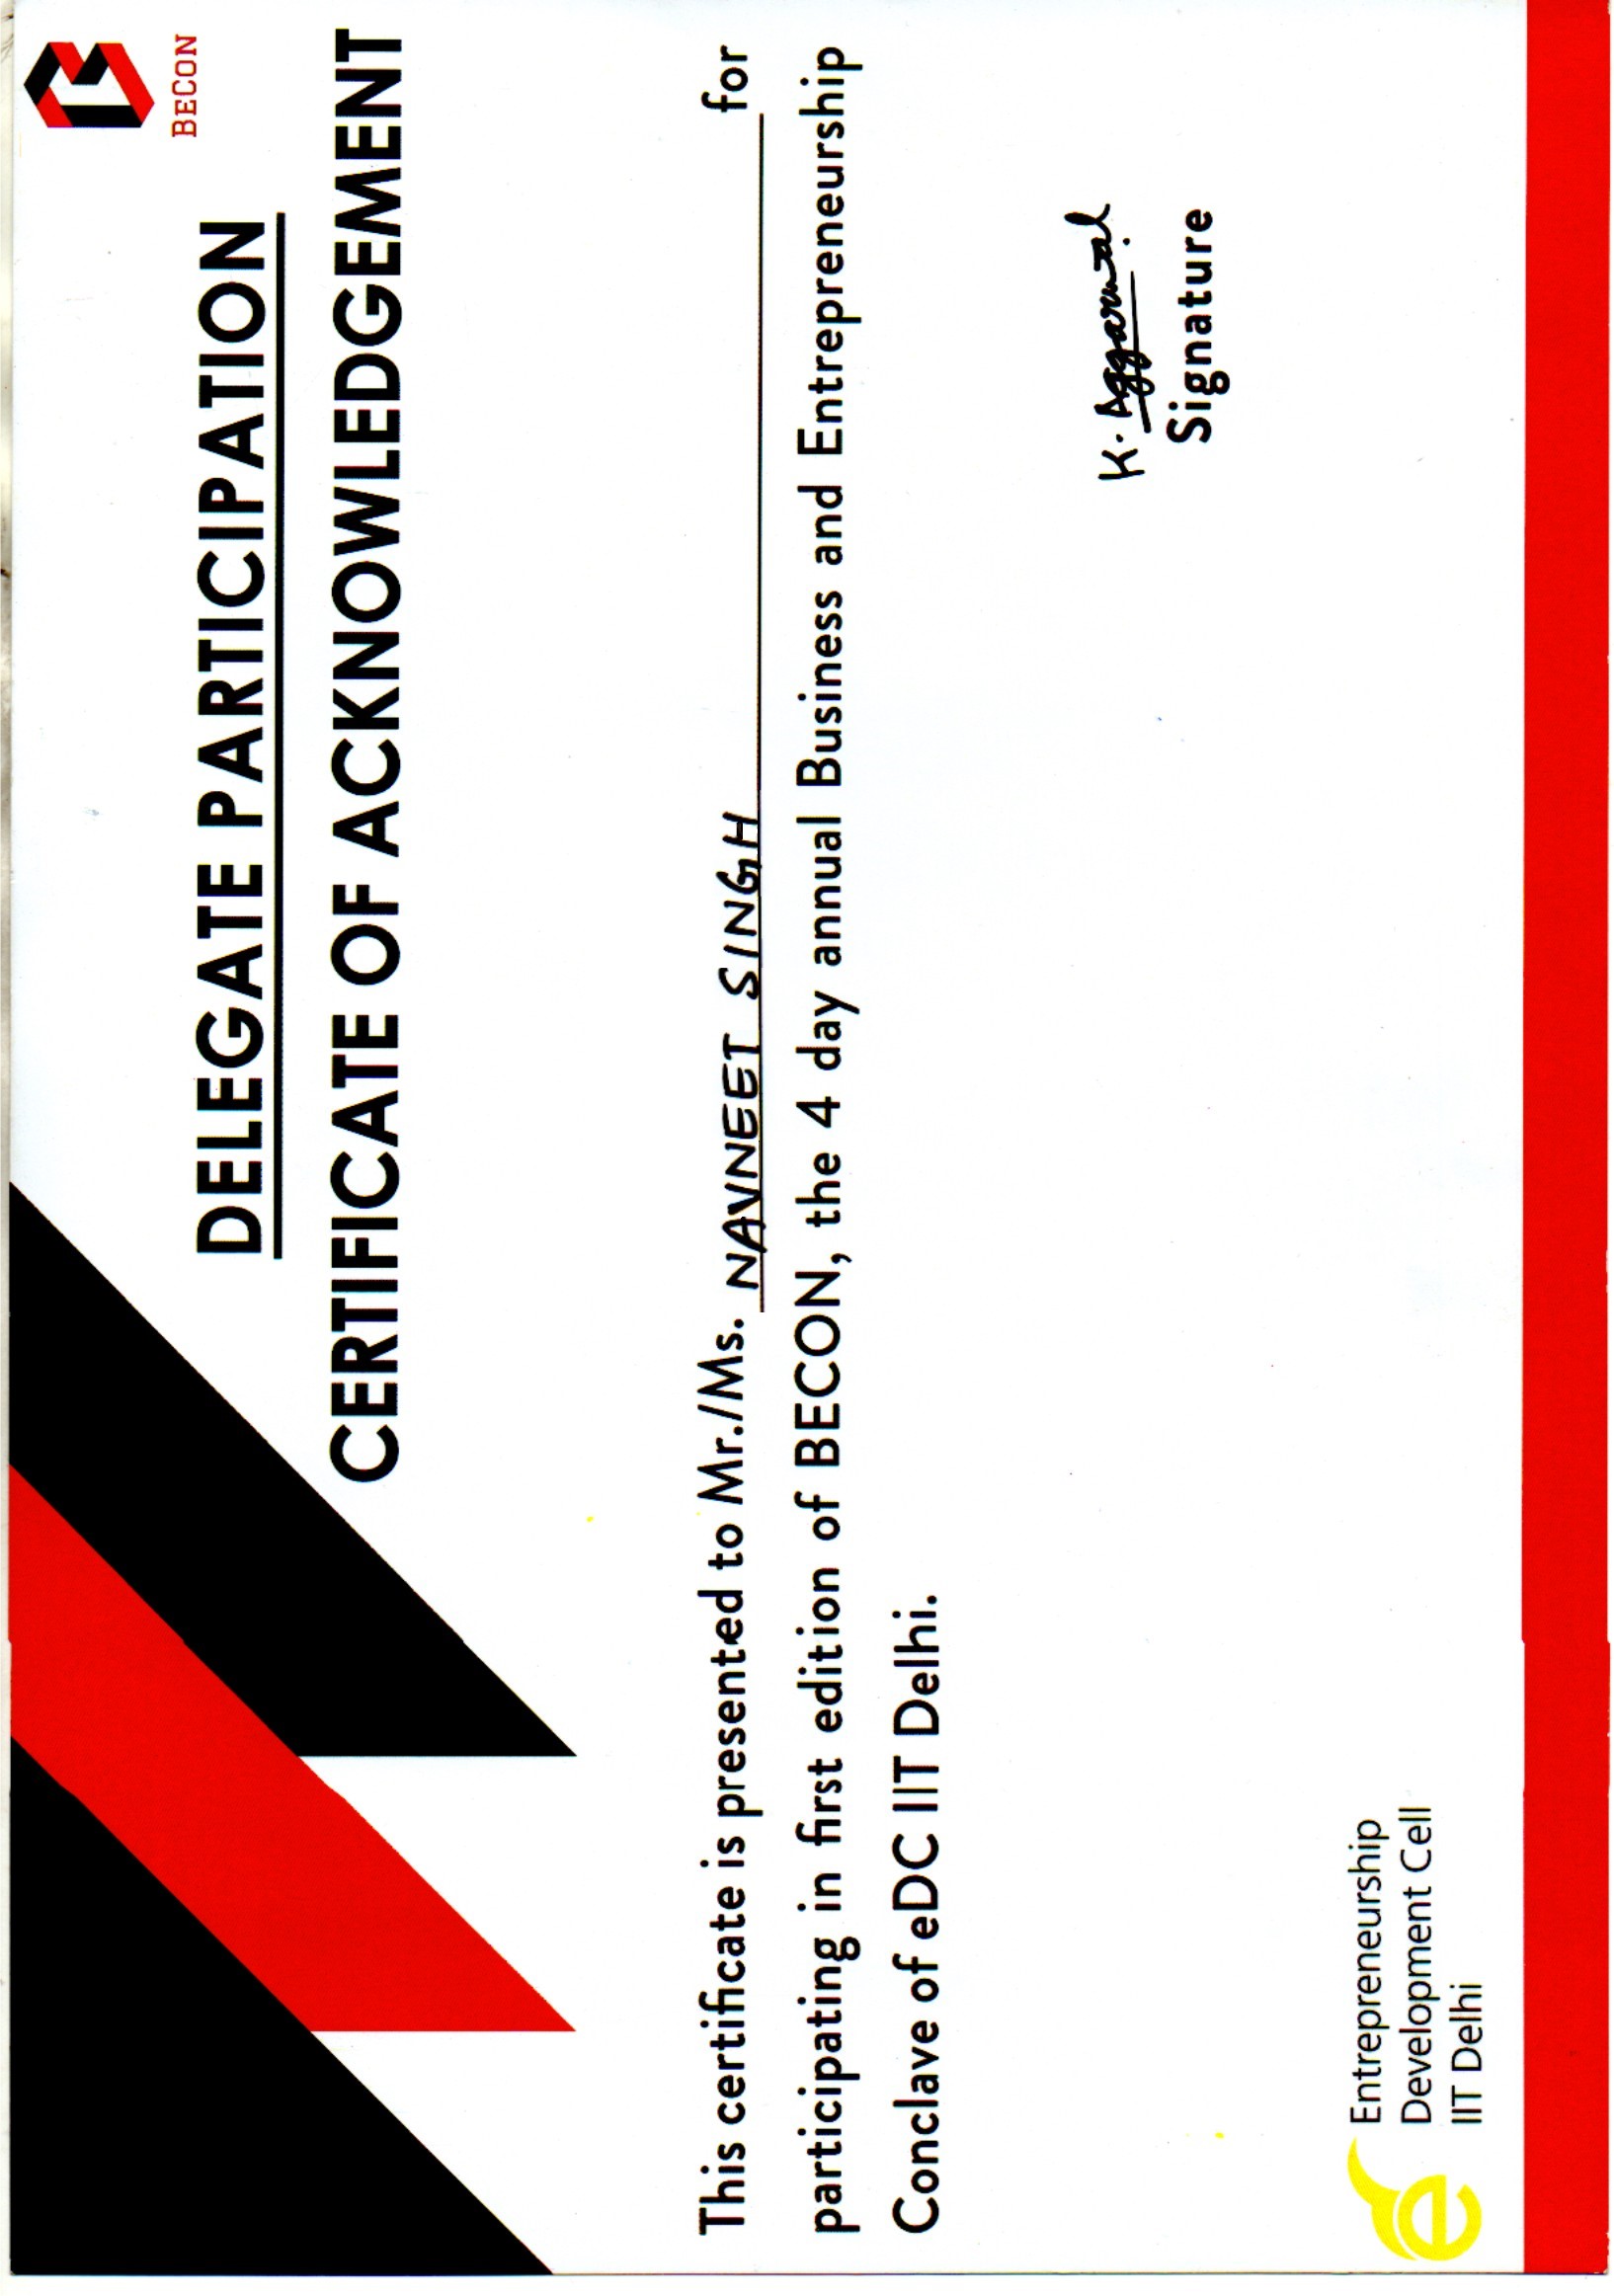 BECON
DELEGATE PARTICIPATION
CERTIFICATE OF ACKNOWLEDGEMENT
This certificate is presented to Mr./Ms. NAVNEET SINGH for
participating in first edition of BECON, the 4 day annual Business and Entrepreneurship
Conclave of eDC IIT Delhi.
K. Aggarwal
Signature
e
Entrepreneurship
Development Cell
IIT Delhi